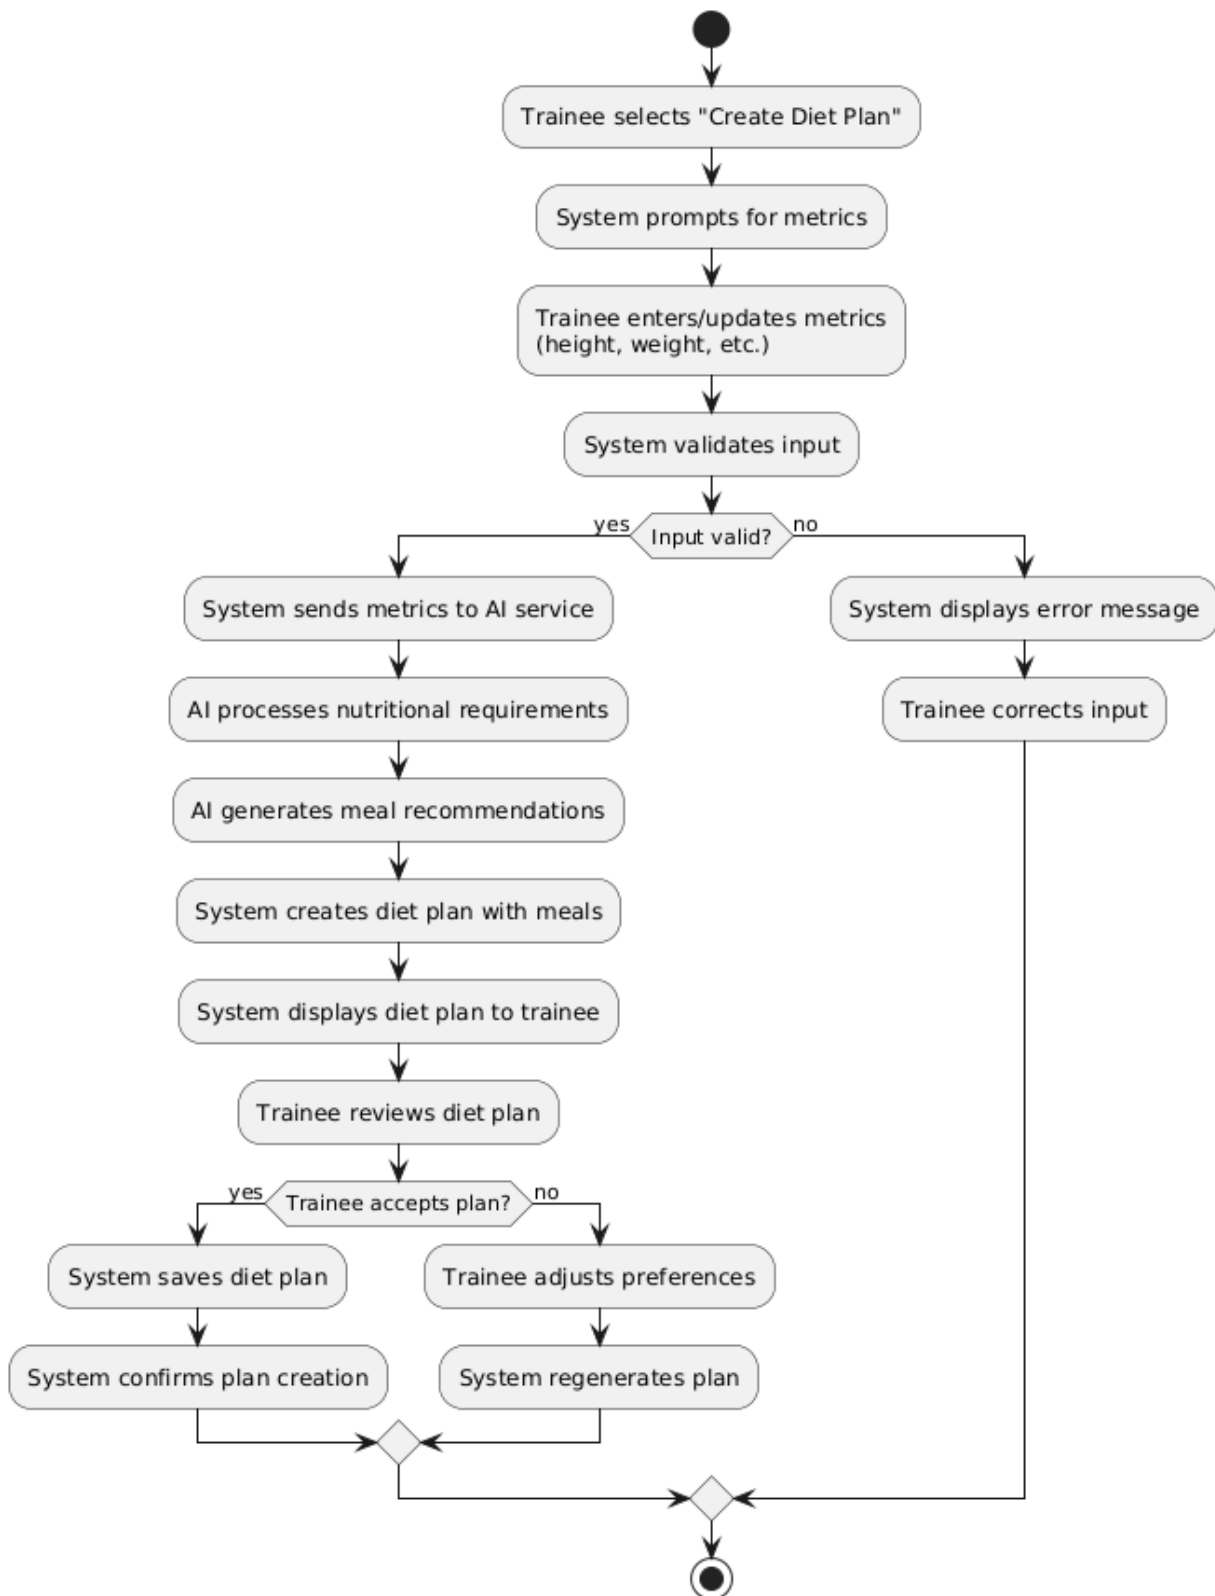 Trainee selects "Create Diet Plan"
System prompts for metrics
Trainee enters/updates metrics
(height, weight, etc.)
System validates input
yes
Input valid?
no
System sends metrics to AI service
System displays error message
AI processes nutritional requirements
Trainee corrects input
AI generates meal recommendations
System creates diet plan with meals
System displays diet plan to trainee
Trainee reviews diet plan
yes
Trainee accepts plan?
no
System saves diet plan
Trainee adjusts preferences
System confirms plan creation
System regenerates plan